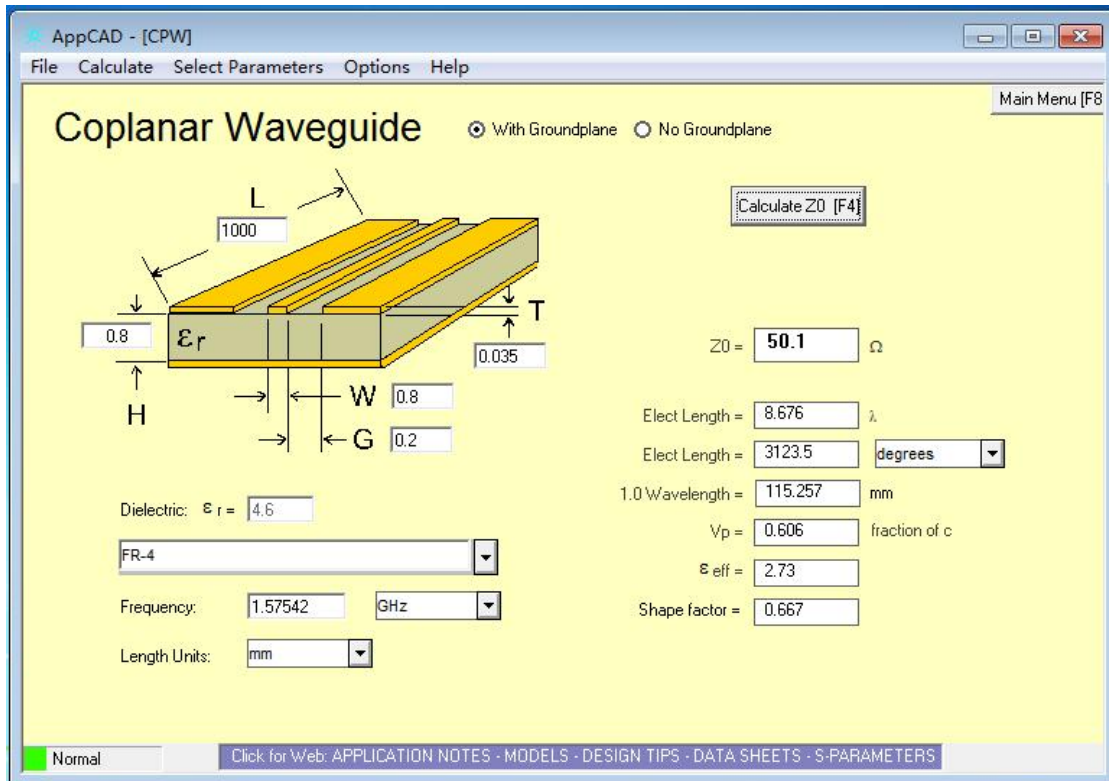 AppCAD - [CPW]
File Calculate Select Parameters Options Help
Main Menu [F8
Coplanar Waveguide
With Groundplane No Groundplane
L
1000
Calculate Z0 [F4]
0.8
εr
T
0.035
H
W 0.8
G 0.2
Z0 = 50.1 Ω
Elect Length = 8.676 λ
Elect Length = 3123.5 degrees
1.0 Wavelength = 115.257 mm
Vp = 0.606 fraction of c
ε eff = 2.73
Shape factor = 0.667
Dielectric: ε r = 4.6
FR-4
Frequency: 1.57542 GHz
Length Units: mm
Normal
Click for Web: APPLICATION NOTES - MODELS - DESIGN TIPS - DATA SHEETS - S-PARAMETERS